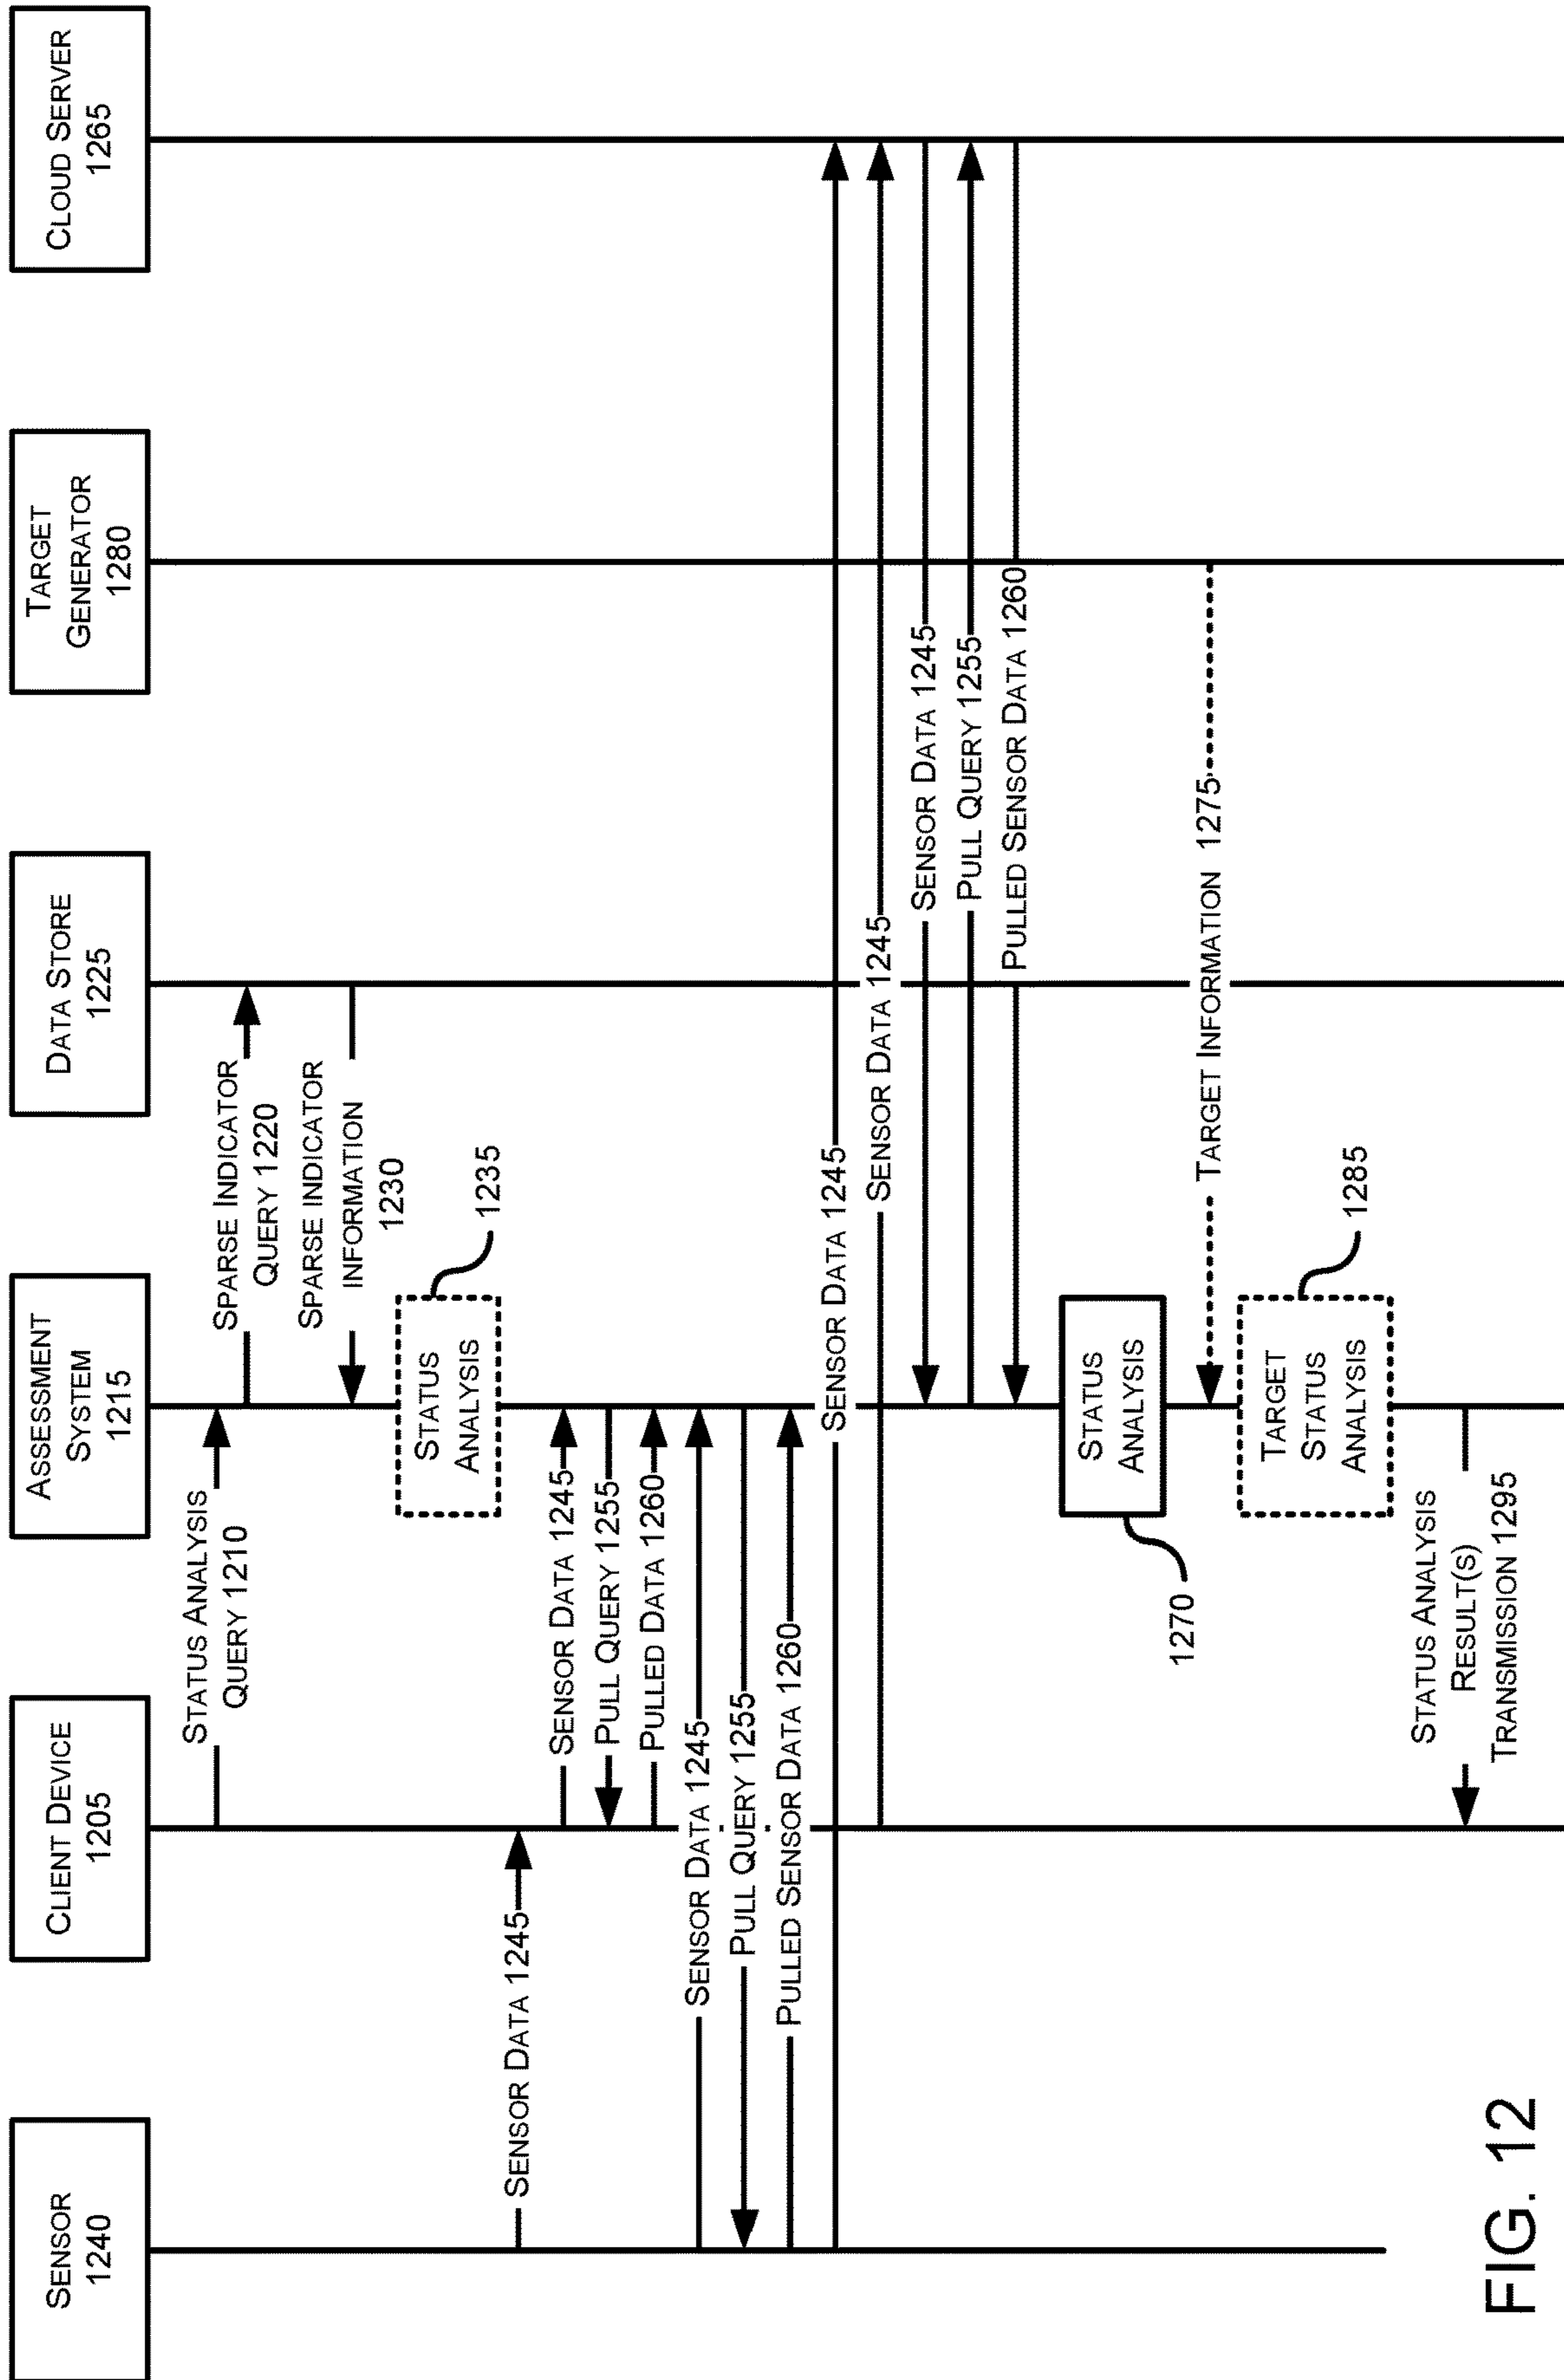 SENSOR
1240
CLIENT DEVICE
1205
ASSESSMENT
SYSTEM
1215
DATA STORE
1225
TARGET
GENERATOR
1280
CLOUD SERVER
1265
STATUS ANALYSIS
QUERY 1210
SPARSE INDICATOR
QUERY 1220
SPARSE INDICATOR
INFORMATION
1230
STATUS
ANALYSIS
1235
SENSOR DATA 1245
SENSOR DATA 1245
PULL QUERY 1255
PULLED DATA 1260
SENSOR DATA 1245
PULL QUERY 1255
PULLED SENSOR DATA 1260
SENSOR DATA 1245
SENSOR DATA 1245
SENSOR DATA 1245
PULL QUERY 1255
PULLED SENSOR DATA 1260
STATUS
ANALYSIS
1270
TARGET INFORMATION 1275
TARGET
STATUS
ANALYSIS
1285
STATUS ANALYSIS
RESULT(S)
TRANSMISSION 1295
FIG. 12